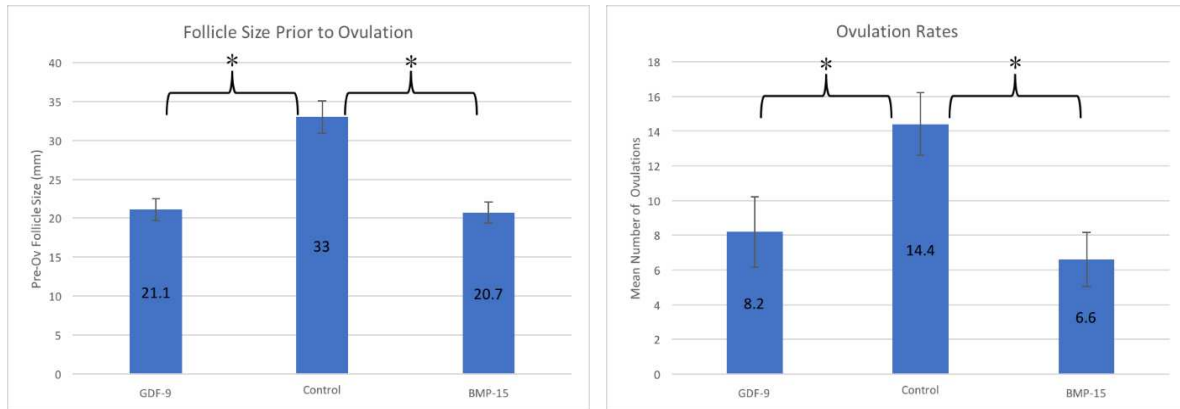 Follicle Size Prior to Ovulation
*
*
Pre-Ov Follicle Size (mm)
40
35
30
25
20
15
10
5
0
21.1
33
20.7
GDF-9
Control
BMP-15
Ovulation Rates
*
*
Mean Number of Ovulations
18
16
14
12
10
8
6
4
2
0
8.2
14.4
6.6
GDF-9
Control
BMP-15